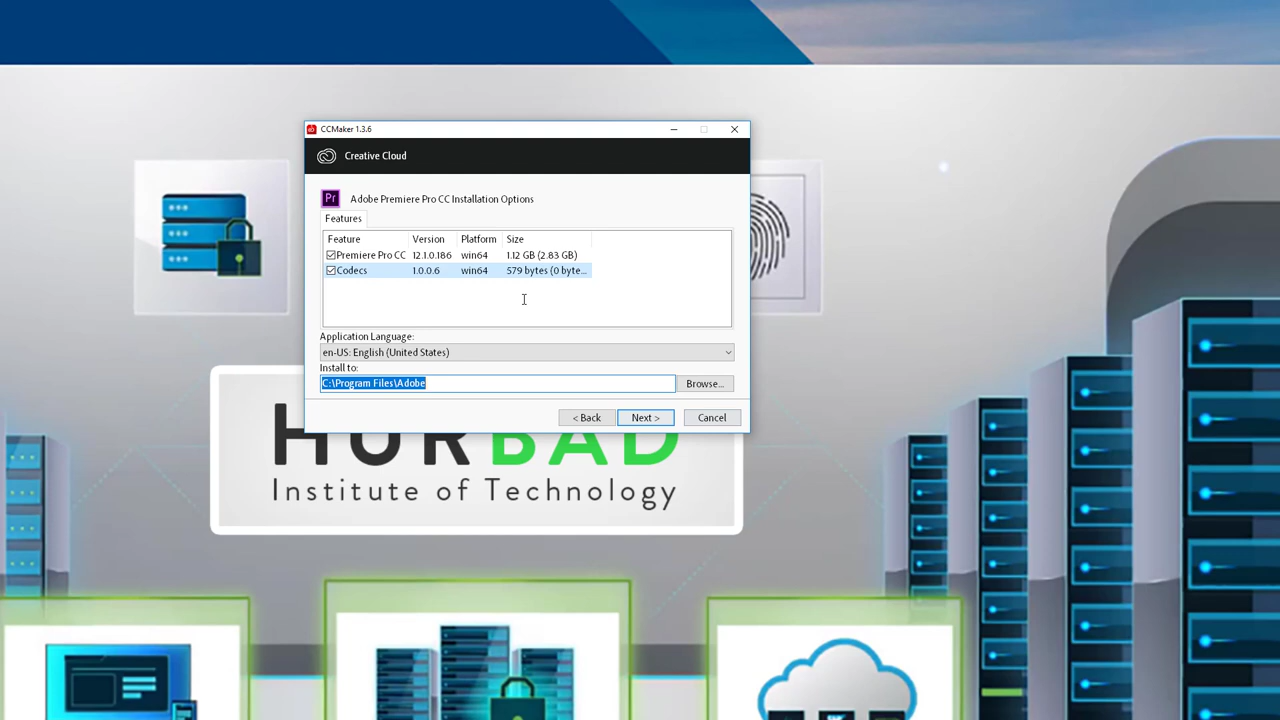 CCMaker 1.3.6
Creative Cloud
Pr Adobe Premiere Pro CC Installation Options
Features
Feature Version Platform Size
Premiere Pro CC 12.1.0.186 win64 1.12 GB (2.83 GB)
Codecs 1.0.0.6 win64 579 bytes (0 byte...
Application Language:
en-US: English (United States)
Install to:
C:\Program Files\Adobe Browse...
< Back Next > Cancel
HURBAD
Institute of Technology